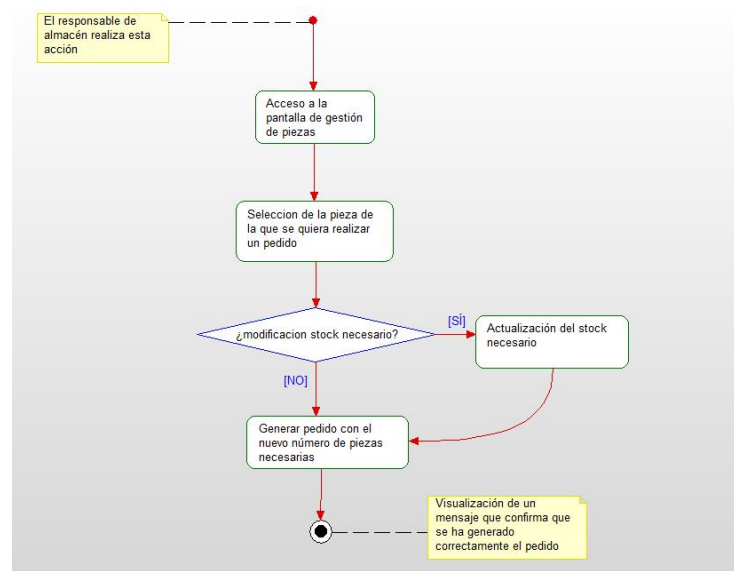 El responsable de
almacén realiza esta
acción
Acceso a la
pantalla de gestión
de piezas
Seleccion de la pieza de
la que se quiera realizar
un pedido
¿modificacion stock necesario?
[SÍ]
Actualización del stock
necesario
[NO]
Generar pedido con el
nuevo número de piezas
necesarias
Visualización de un
mensaje que confirma que
se ha generado
correctamente el pedido